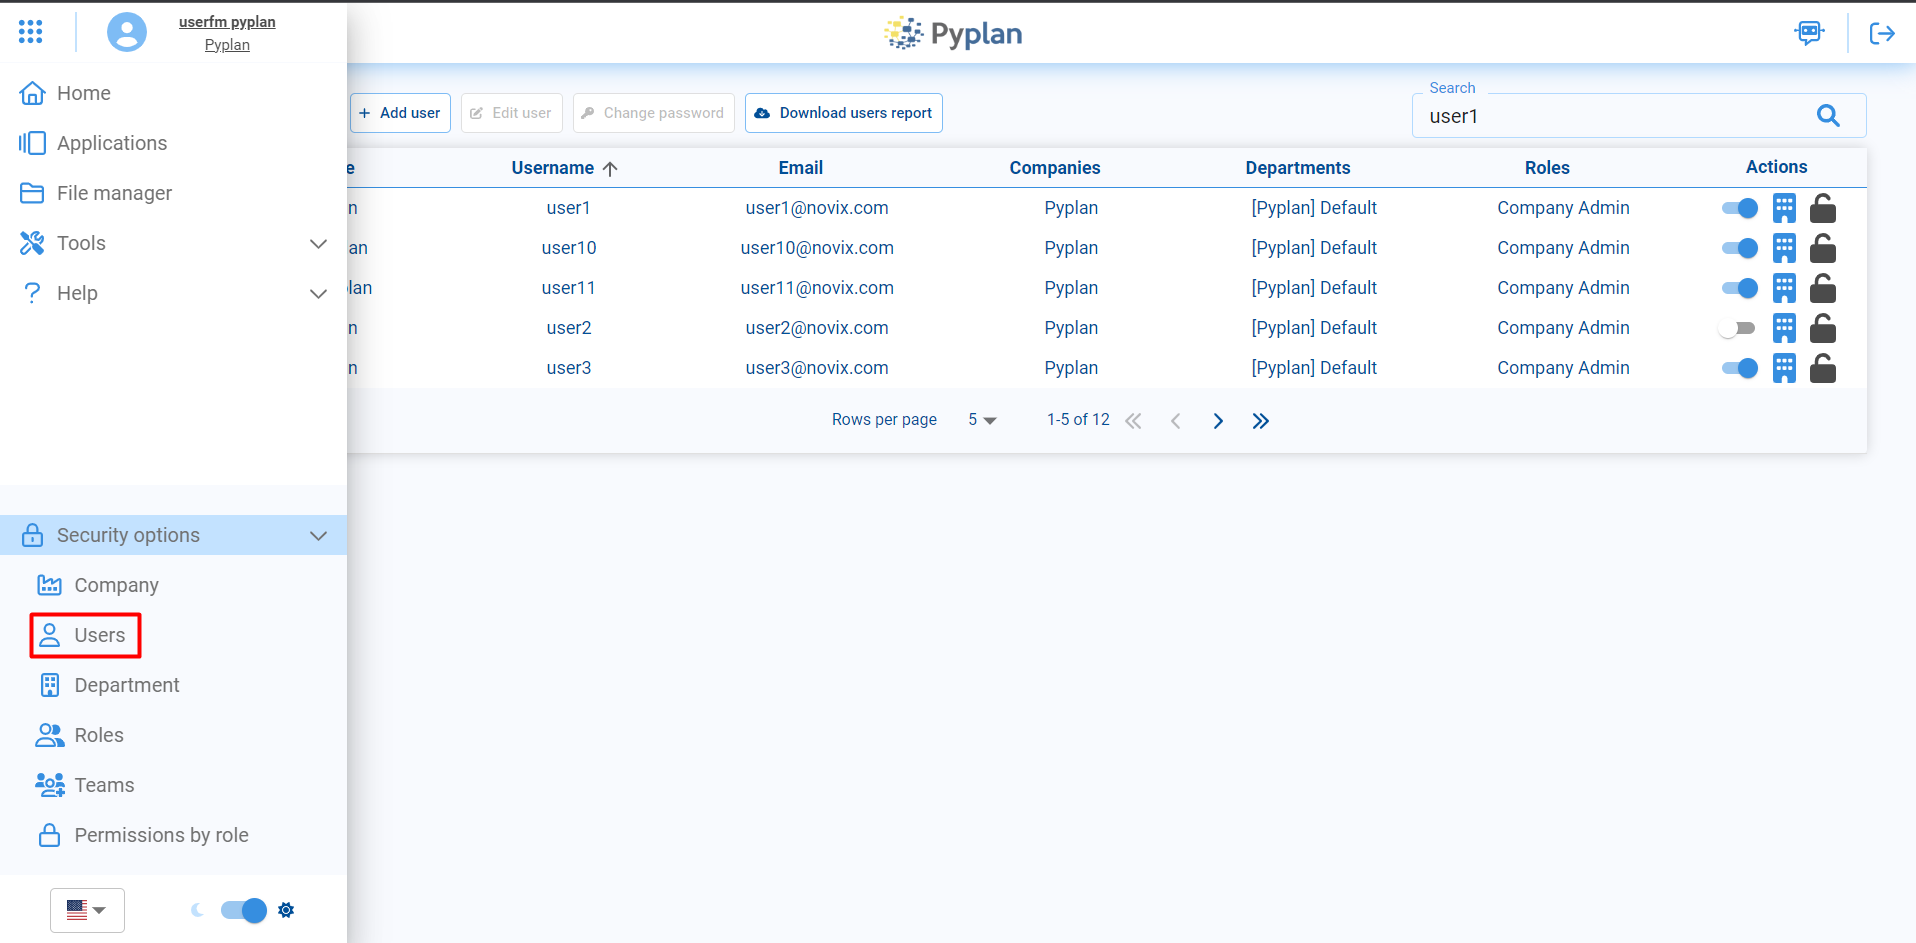 userfm pyplan
Pyplan
Pyplan
Home
Applications
File manager
Tools
Help
Security options
Company
Users
Department
Roles
Teams
Permissions by role
+ Add user
Edit user
Change password
Download users report
Search
user1
e Username Email Companies Departments Roles Actions
n user1 user1@novix.com Pyplan [Pyplan] Default Company Admin
an user10 user10@novix.com Pyplan [Pyplan] Default Company Admin
lan user11 user11@novix.com Pyplan [Pyplan] Default Company Admin
n user2 user2@novix.com Pyplan [Pyplan] Default Company Admin
n user3 user3@novix.com Pyplan [Pyplan] Default Company Admin
Rows per page 5 1-5 of 12